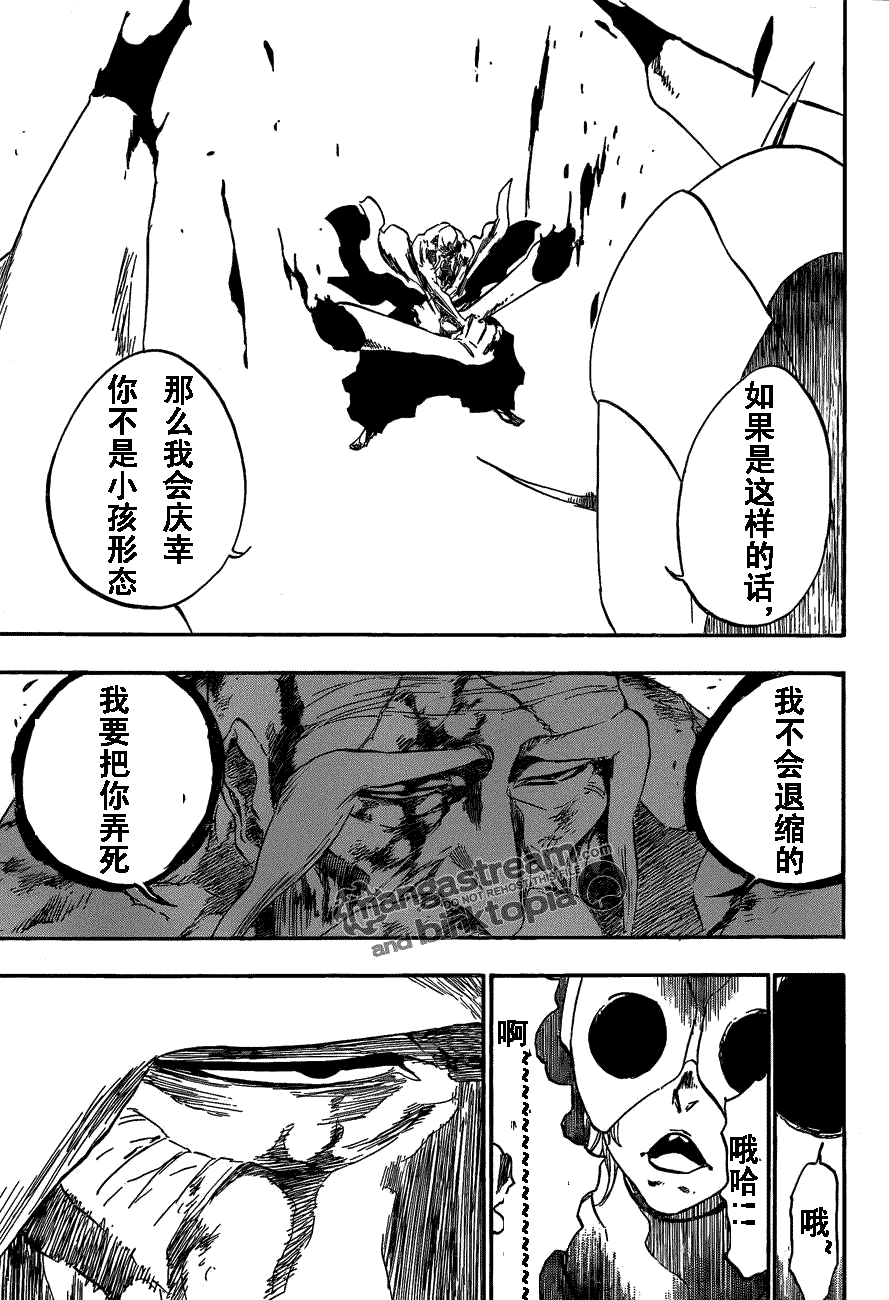 如果是这样的话，
那么我会庆幸
你不是小孩形态
我不会退缩的
我要把你弄死
mangastream.com
DO NOT REHOST THIS FILE
and binktopia
哦~
哦哈!!
啊~~~~~~~~~~~~~